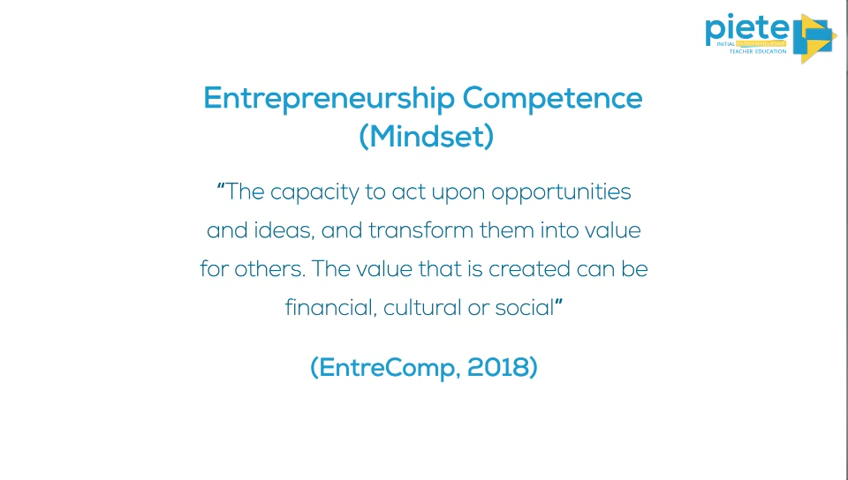 piete
INITIAL
TEACHER EDUCATION
Entrepreneurship Competence
(Mindset)
“The capacity to act upon opportunities
and ideas, and transform them into value
for others. The value that is created can be
financial, cultural or social”
(EntreComp, 2018)